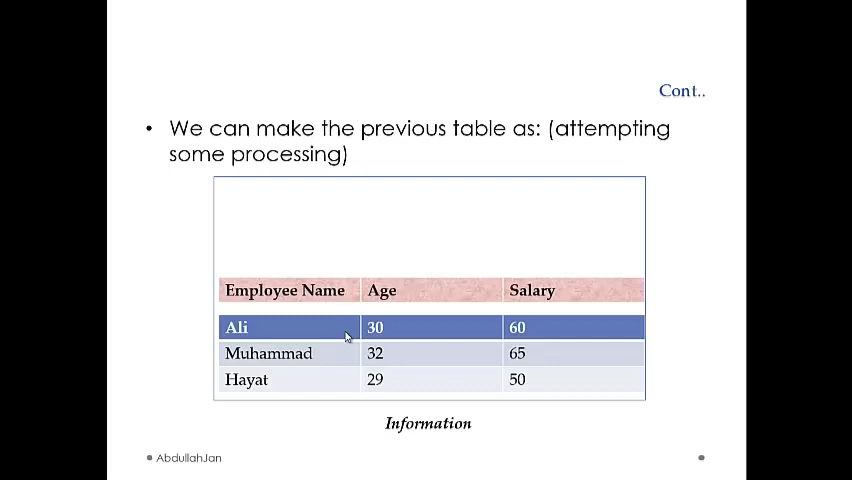 Cont..
• We can make the previous table as: (attempting
some processing)
Employee Name Age Salary
Ali 30 60
Muhammad 32 65
Hayat 29 50
Information
AbdullahJan